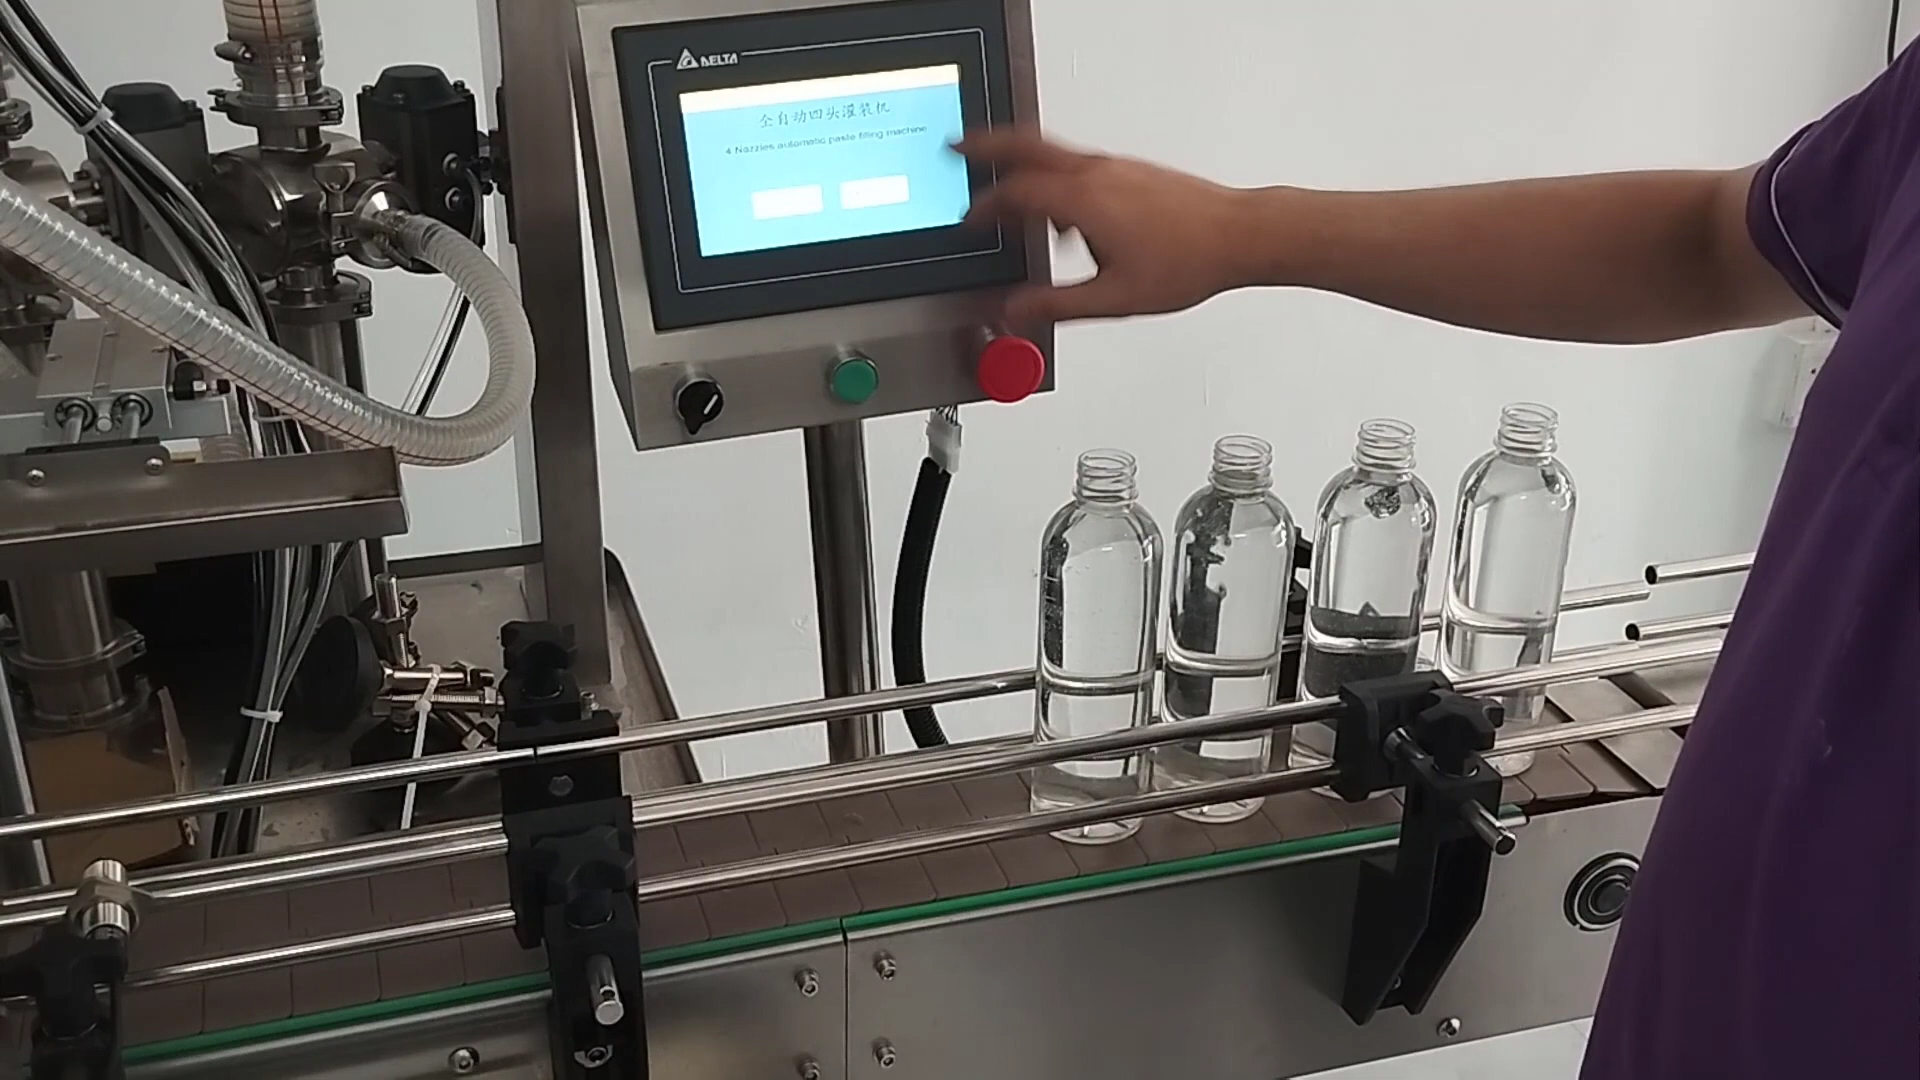 DELTA
全自动四头灌装机
4 Nozzles automatic paste filling machine